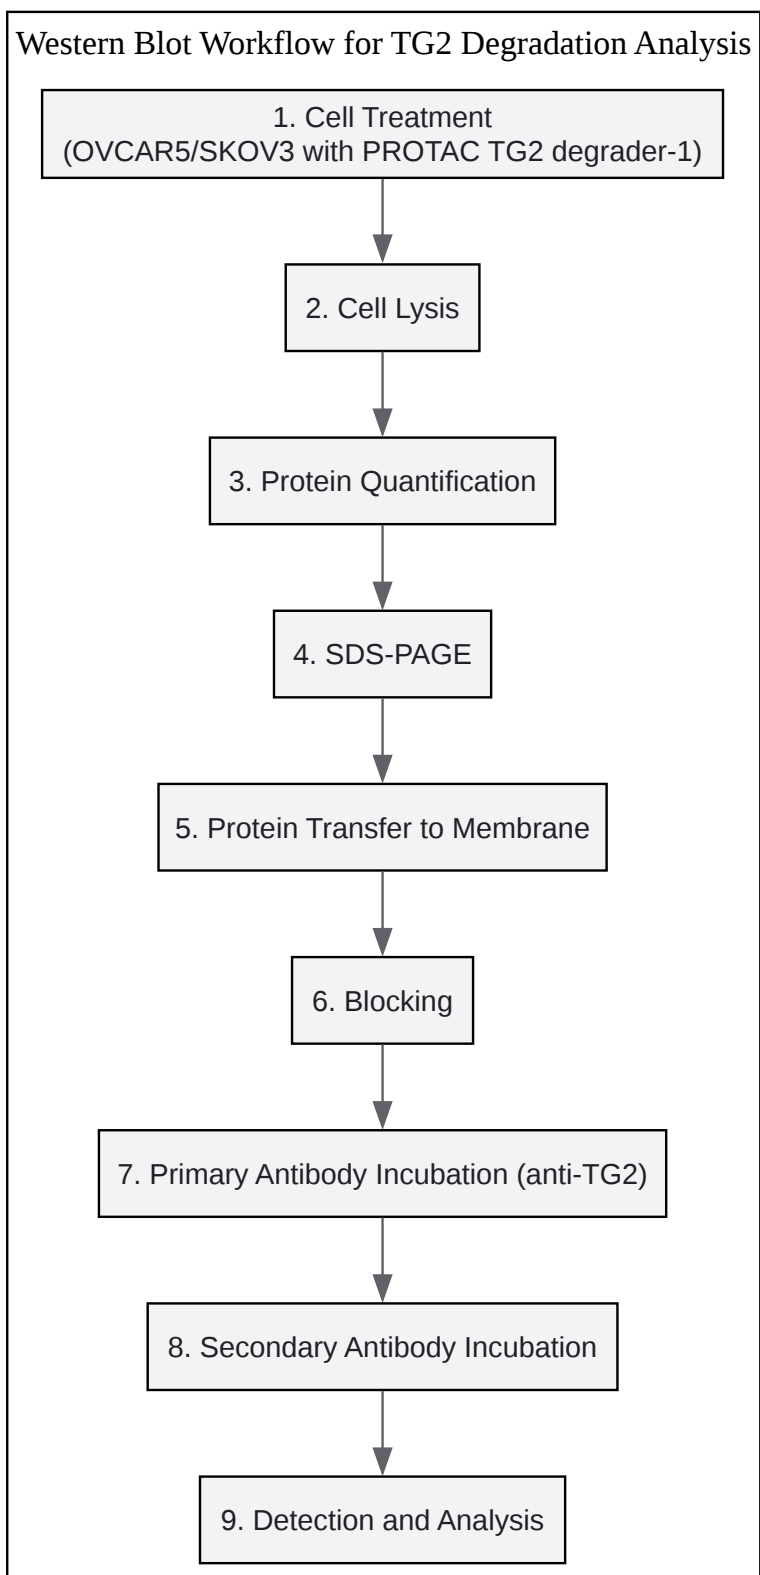 Western Blot Workflow for TG2 Degradation Analysis
1. Cell Treatment
(OVCAR5/SKOV3 with PROTAC TG2 degrader-1)
2. Cell Lysis
3. Protein Quantification
4. SDS-PAGE
5. Protein Transfer to Membrane
6. Blocking
7. Primary Antibody Incubation (anti-TG2)
8. Secondary Antibody Incubation
9. Detection and Analysis